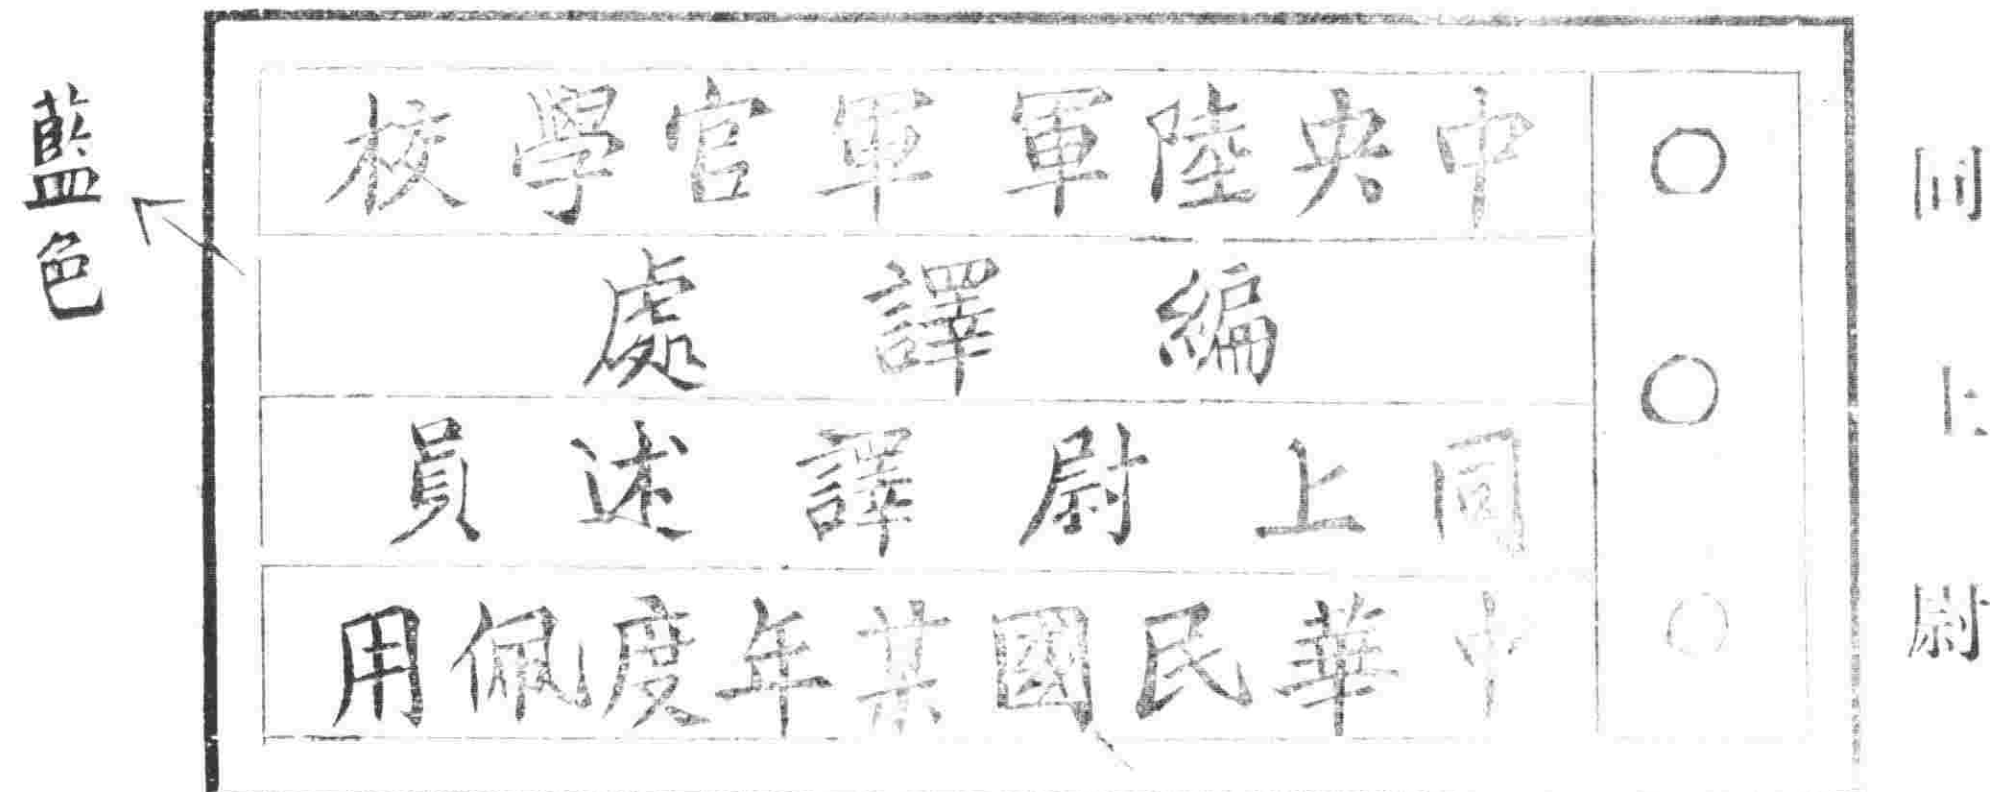 同上尉
中央陸軍軍官學校
編譯處
同上尉譯述員
中華民國某年度佩用
藍色